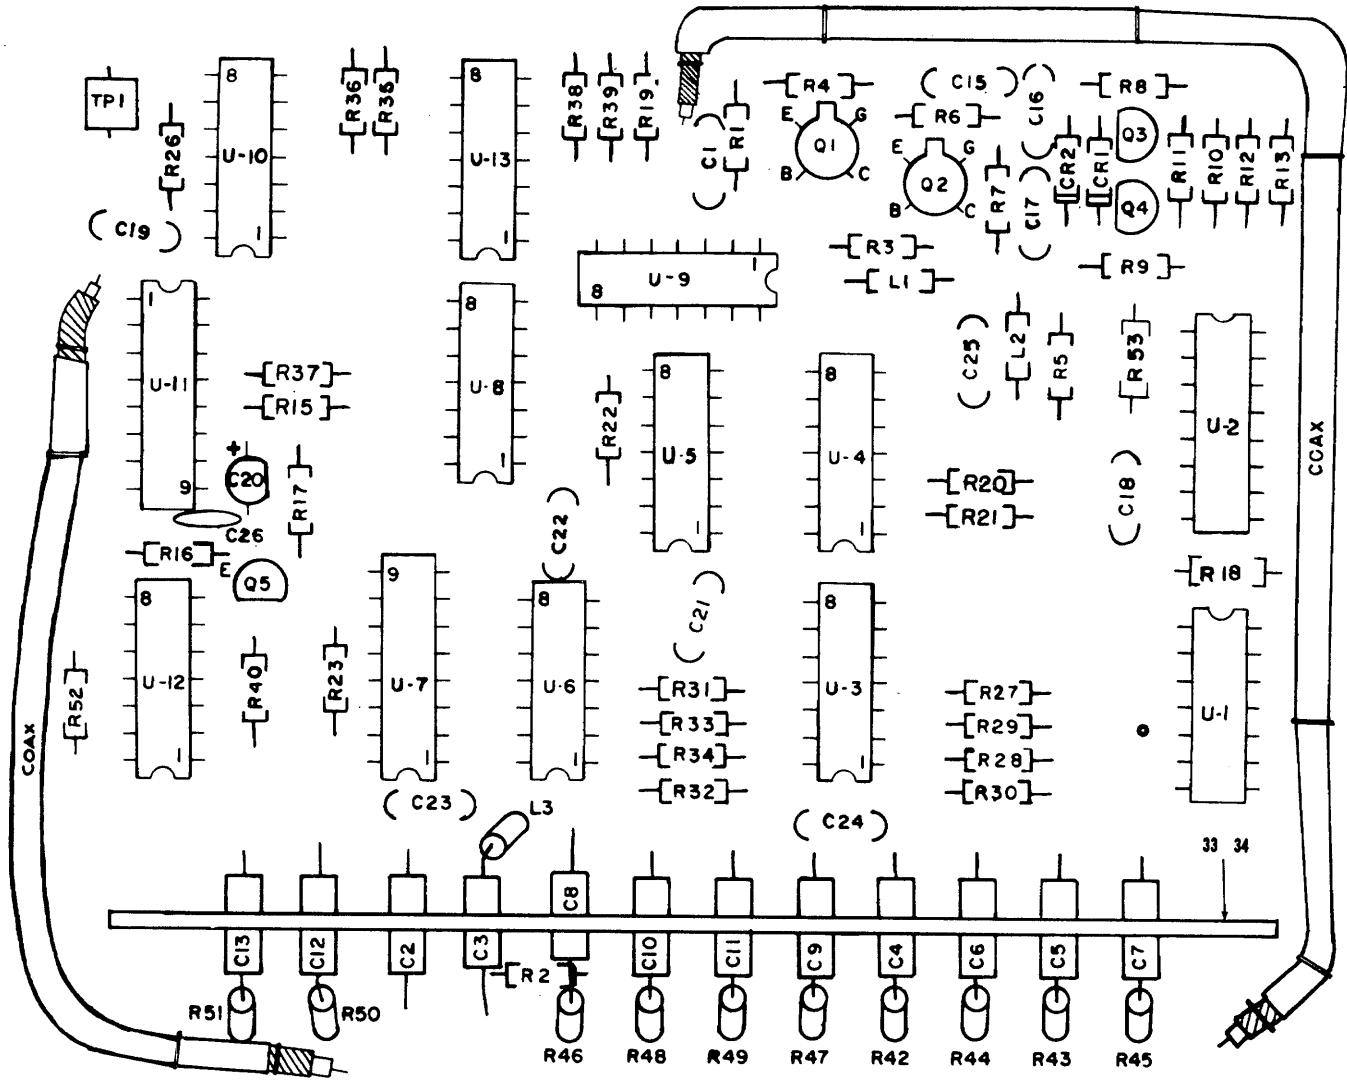 TP1
R26
8
U-10
1
C19
R36
R35
8
U-13
1
R38
R39
R19
C1
R1
R4
E
G
Q1
B
C
C15
R6
E
G
Q2
B
C
R7
C16
C17
CR2
CR1
R8
Q3
Q4
R9
R11
R10
R12
R13
1
U-9
8
R3
L1
1
U-11
9
R37
R15
+
C20
C26
R17
R16
E
Q5
8
U-8
1
R22
8
U-5
1
8
U-4
1
C25
L2
R5
R53
U-2
COAX
R20
R21
C18
C22
R18
8
U-12
1
R52
R40
R23
9
U-7
1
8
U-6
1
C21
R31
R33
R34
R32
8
U-3
1
R27
R29
R28
R30
U-1
COAX
C23
L3
C24
33 34
C13
C12
C2
C3
C8
C10
C11
C9
C4
C6
C5
C7
R2
R51
R50
R46
R48
R49
R47
R42
R44
R43
R45